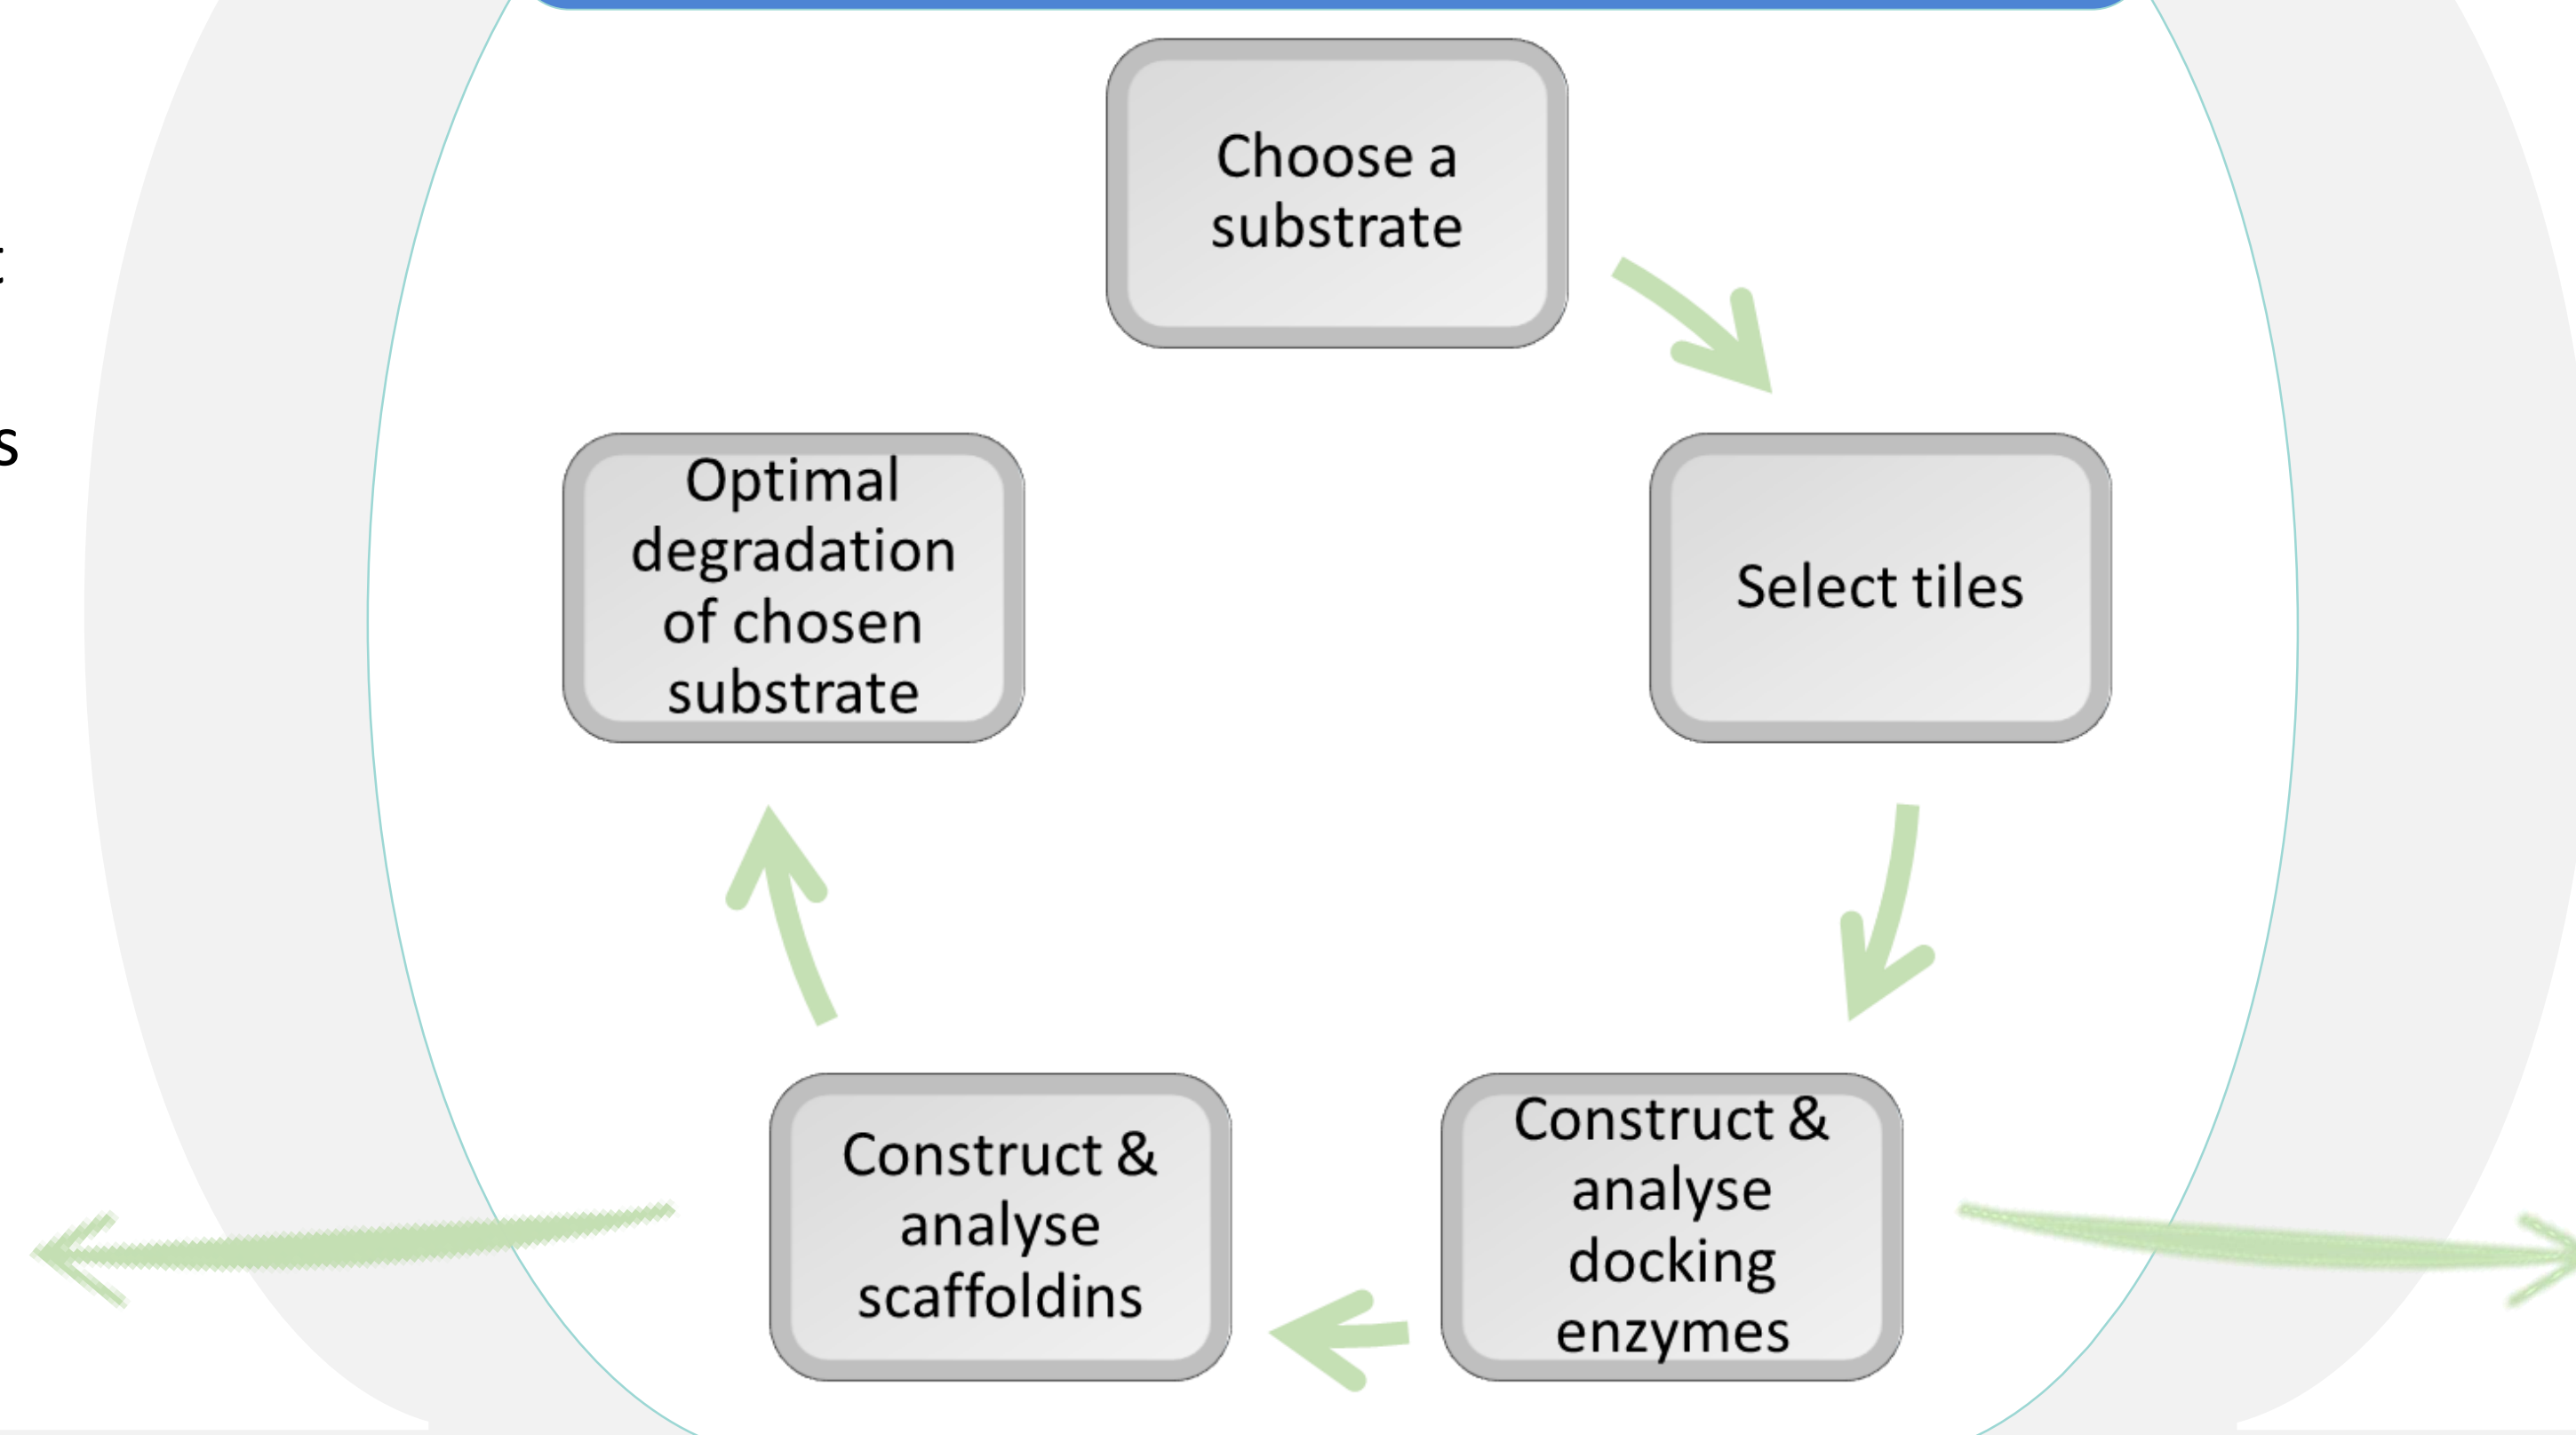 Choose a
substrate
Select tiles
Construct &
analyse
docking
enzymes
Construct &
analyse
scaffoldins
Optimal
degradation
of chosen
substrate